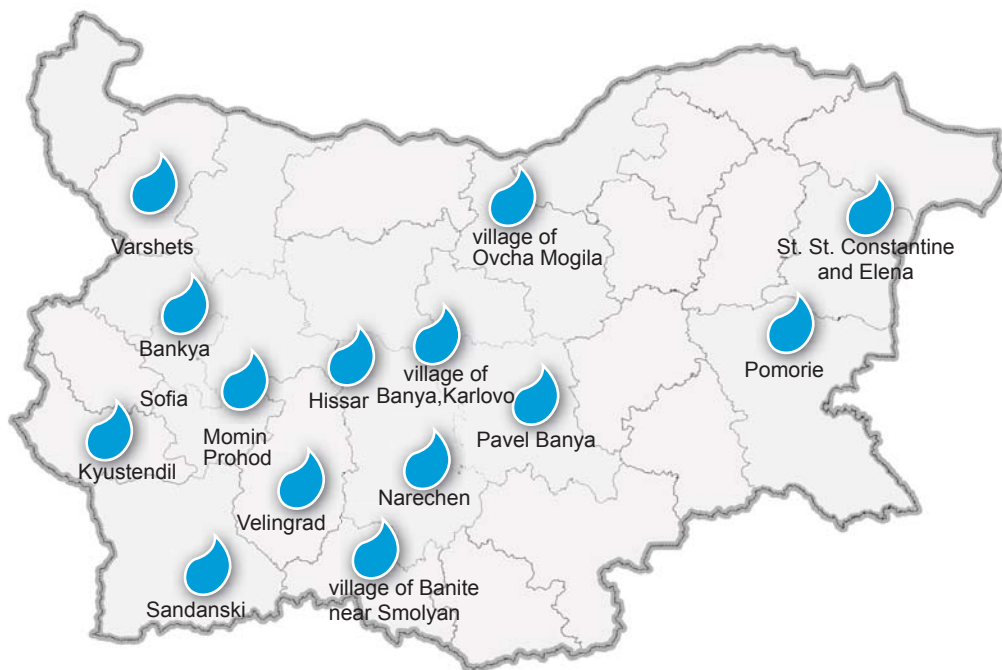 Varshets
village of
Ovcha Mogila
St. St. Constantine
and Elena
Bankya
Pomorie
Hissar
village of
Banya,Karlovo
Sofia
Momin
Prohod
Pavel Banya
Kyustendil
Narechen
Velingrad
village of Banite
near Smolyan
Sandanski